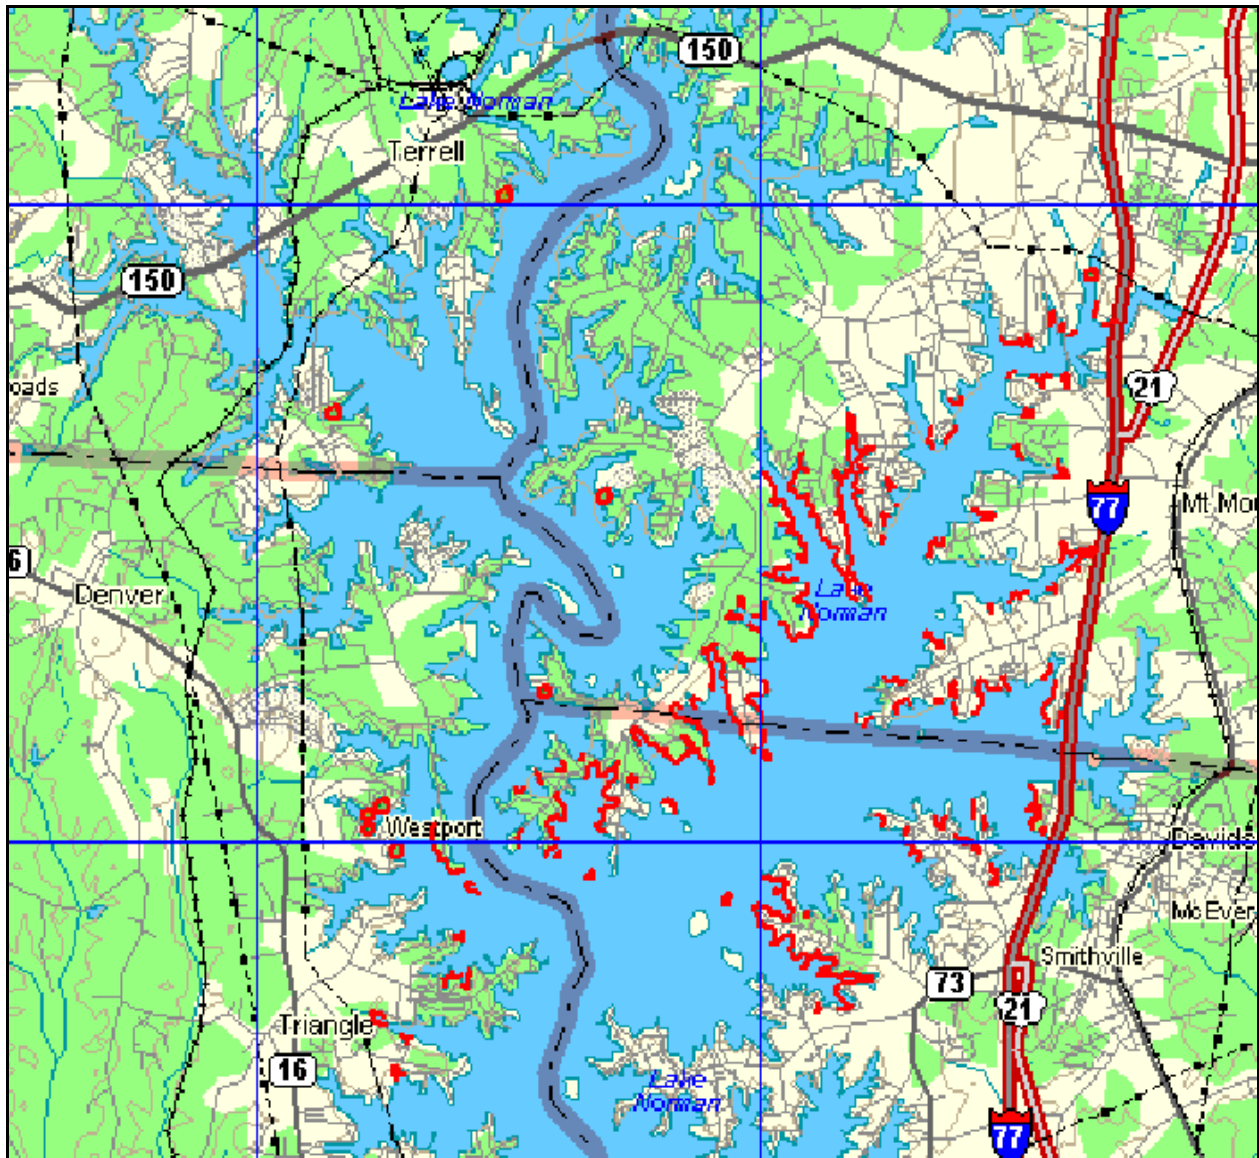 150
Lake Norman
Terrell
150
oads
21
77
Mt Mou
6
Denver
Lake
Norman
Westport
Davids
McEver
Smithville
73
21
Triangle
16
Lake
Norman
77